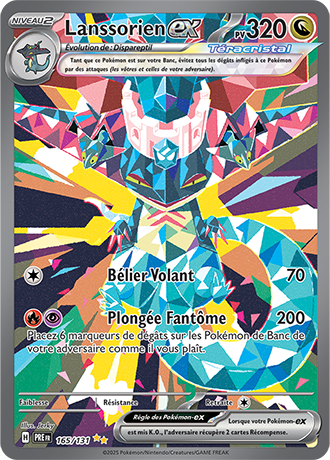 NIVEAU 2
Lanssorien ex PV 320
Évolution de : Dispareptil
Téracristal
Tant que ce Pokémon est sur votre Banc, évitez tous les dégâts infligés à ce Pokémon
par des attaques (les vôtres et celles de votre adversaire).
Bélier Volant 70
Plongée Fantôme 200
Placez 6 marqueurs de dégâts sur les Pokémon de Banc de
votre adversaire comme il vous plaît.
Faiblesse Résistance Retraite
Illus. Jerky
Règle des Pokémon-ex
Lorsque votre Pokémon-ex
est mis K.O., l'adversaire récupère 2 cartes Récompense.
H PRE FR 165/131
©2025 Pokémon/Nintendo/Creatures/GAME FREAK